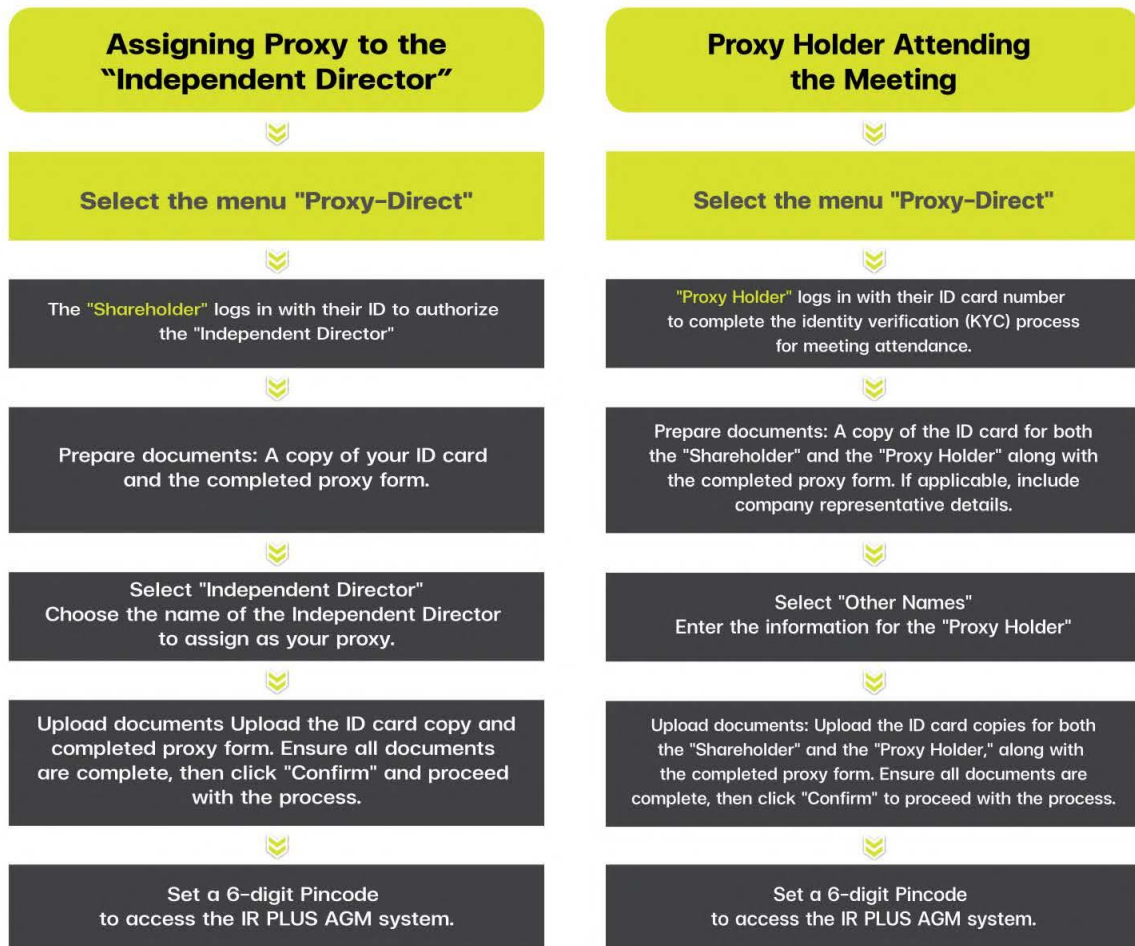 Assigning Proxy to the
“Independent Director”
Select the menu "Proxy-Direct"
The "Shareholder" logs in with their ID to authorize
the "Independent Director"
Prepare documents: A copy of your ID card
and the completed proxy form.
Select "Independent Director"
Choose the name of the Independent Director
to assign as your proxy.
Upload documents Upload the ID card copy and
completed proxy form. Ensure all documents
are complete, then click "Confirm" and proceed
with the process.
Set a 6-digit Pincode
to access the IR PLUS AGM system.
Proxy Holder Attending
the Meeting
Select the menu "Proxy-Direct"
"Proxy Holder" logs in with their ID card number
to complete the identity verification (KYC) process
for meeting attendance.
Prepare documents: A copy of the ID card for both
the "Shareholder" and the "Proxy Holder" along with
the completed proxy form. If applicable, include
company representative details.
Select "Other Names"
Enter the information for the "Proxy Holder"
Upload documents: Upload the ID card copies for both
the "Shareholder" and the "Proxy Holder," along with
the completed proxy form. Ensure all documents are
complete, then click "Confirm" to proceed with the process.
Set a 6-digit Pincode
to access the IR PLUS AGM system.